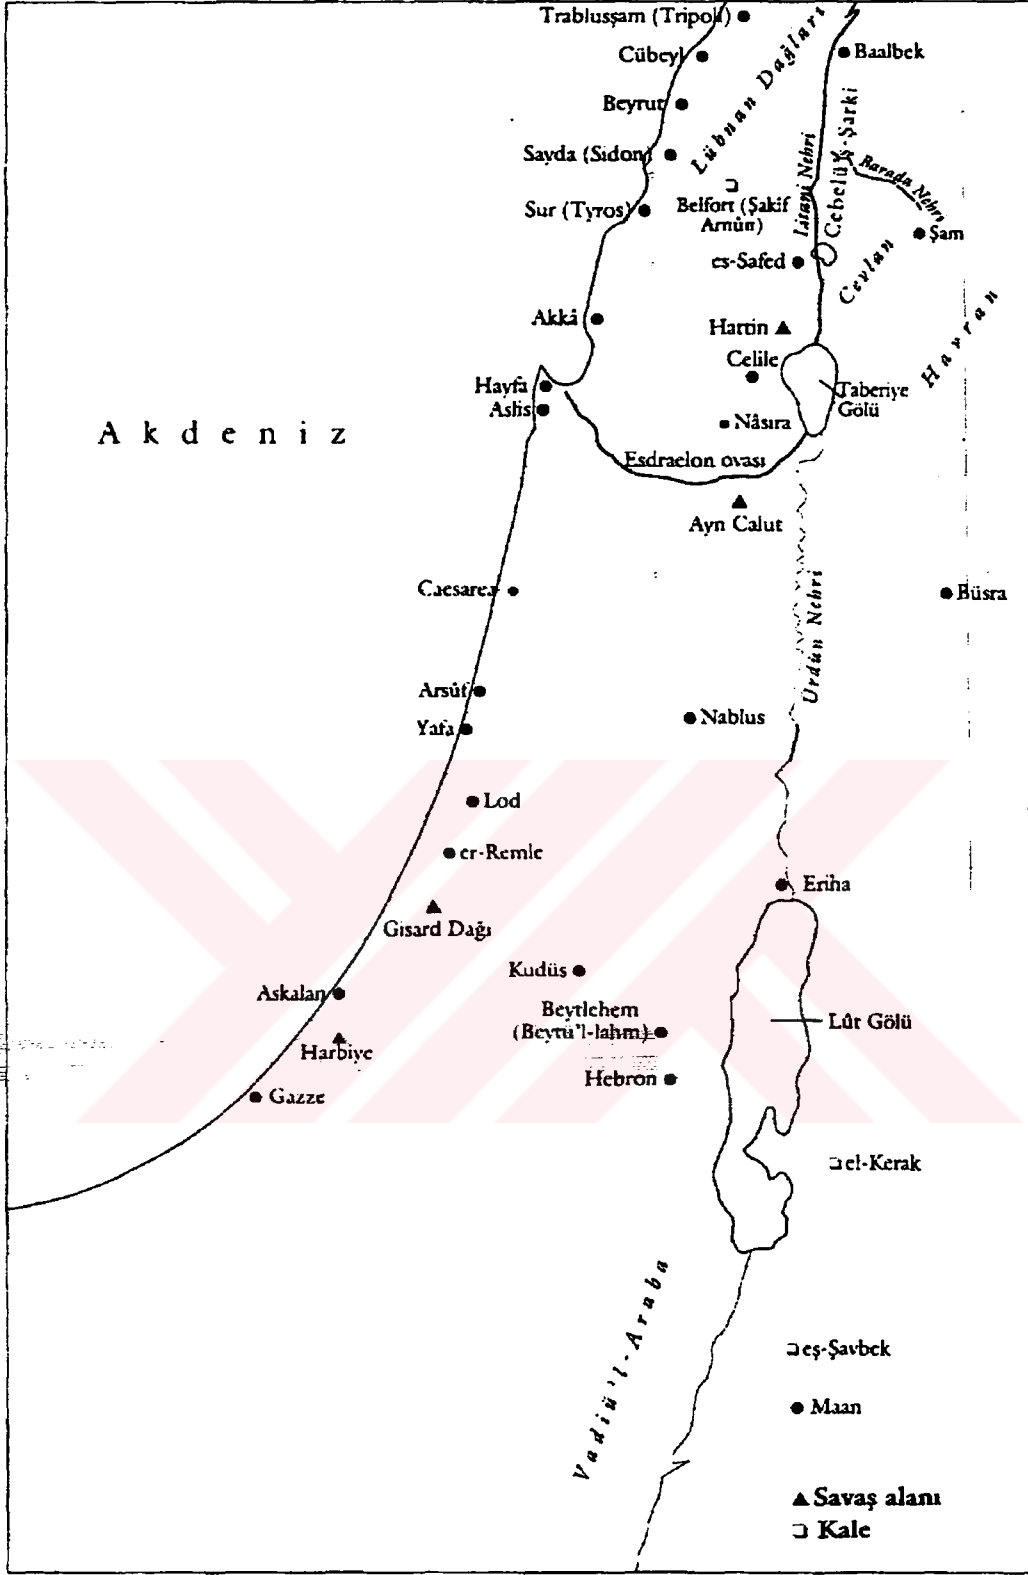 Trablusşam (Tripoli)
Cübeyl
Baalbek
Beyrut
Lübnan Dağları
Sayda (Sidon)
Litani Nehri
Cebelü'ş-Şarki
Barada Nehri
Belfort (Şakif
Arnûn)
Sur (Tyros)
Şam
es-Safed
Cevlan
Akkâ
Hattin
Havran
Celile
Hayfa
Taberiye
Gölü
Aslis
Nâsıra
Akdeniz
Esdraelon ovası
Ayn Calut
Caesarea
Ürdün Nehri
Büsra
Arsûf
Yafa
Nablus
Lod
er-Remle
Eriha
Gisard Dağı
Kudüs
Askalan
Beytlehem
(Beytü'l-lahm)
Lût Gölü
Harbiye
Hebron
Gazze
el-Kerak
Vadiü'l-Araba
eş-Şavbek
Maan
Savaş alanı
Kale